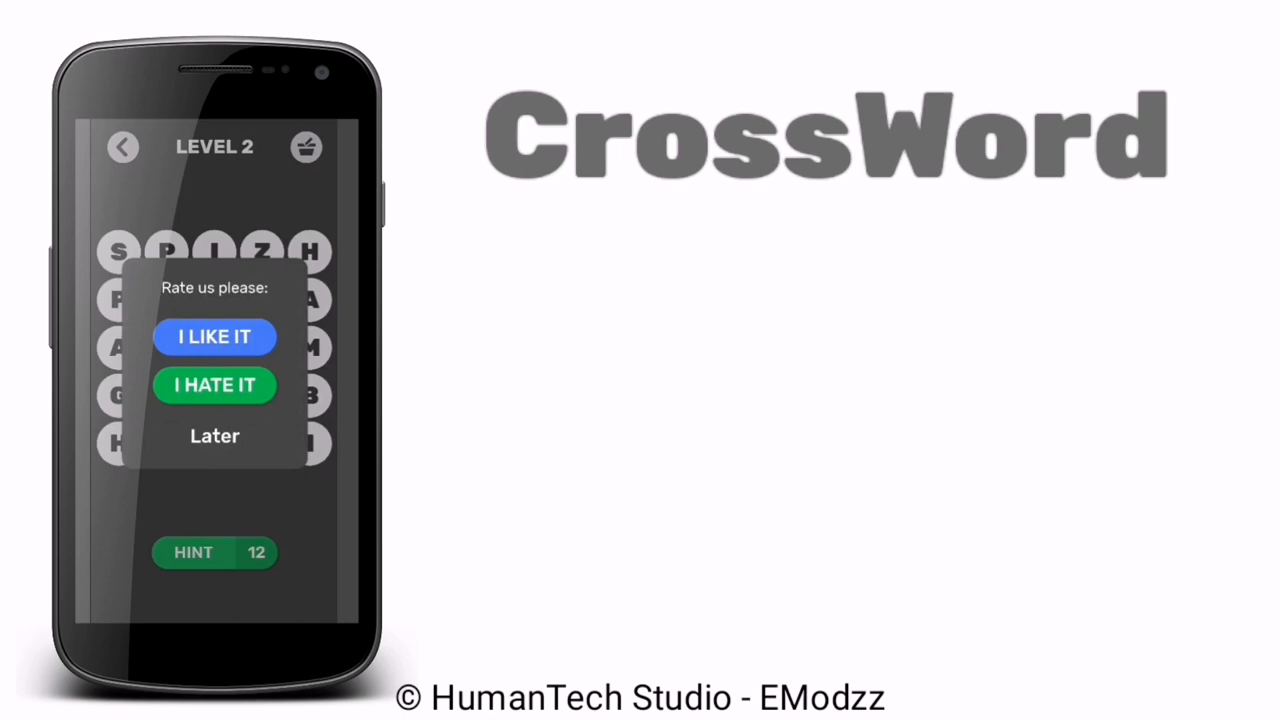 CrossWord
LEVEL 2
S P I Z H
Rate us please:
P A
I LIKE IT
A M
I HATE IT
G B
Later
H I
HINT 12
© HumanTech Studio - EModzz